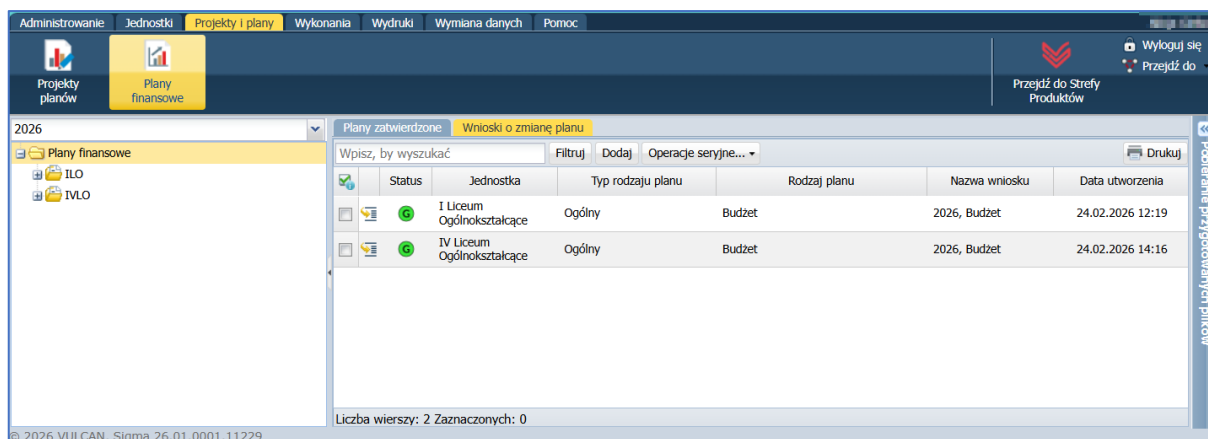 Administrowanie Jednostki Projekty i plany Wykonania Wydruki Wymiana danych Pomoc
Projekty planów
Plany finansowe
Przejdź do Strefy Produktów
Wyloguj się
Przejdź do
2026
Plany finansowe
ILO
IVLO
Plany zatwierdzone Wnioski o zmianę planu
Wpisz, by wyszukać Filtruj Dodaj Operacje seryjne... Drukuj
Status Jednostka Typ rodzaju planu Rodzaj planu Nazwa wniosku Data utworzenia
G I Liceum Ogólnokształcące Ogólny Budżet 2026, Budżet 24.02.2026 12:19
G IV Liceum Ogólnokształcące Ogólny Budżet 2026, Budżet 24.02.2026 14:16
Liczba wierszy: 2 Zaznaczonych: 0
Pobieranie przygotowanych plików
© 2026 VULCAN, Sigma 26.01.0001.11229